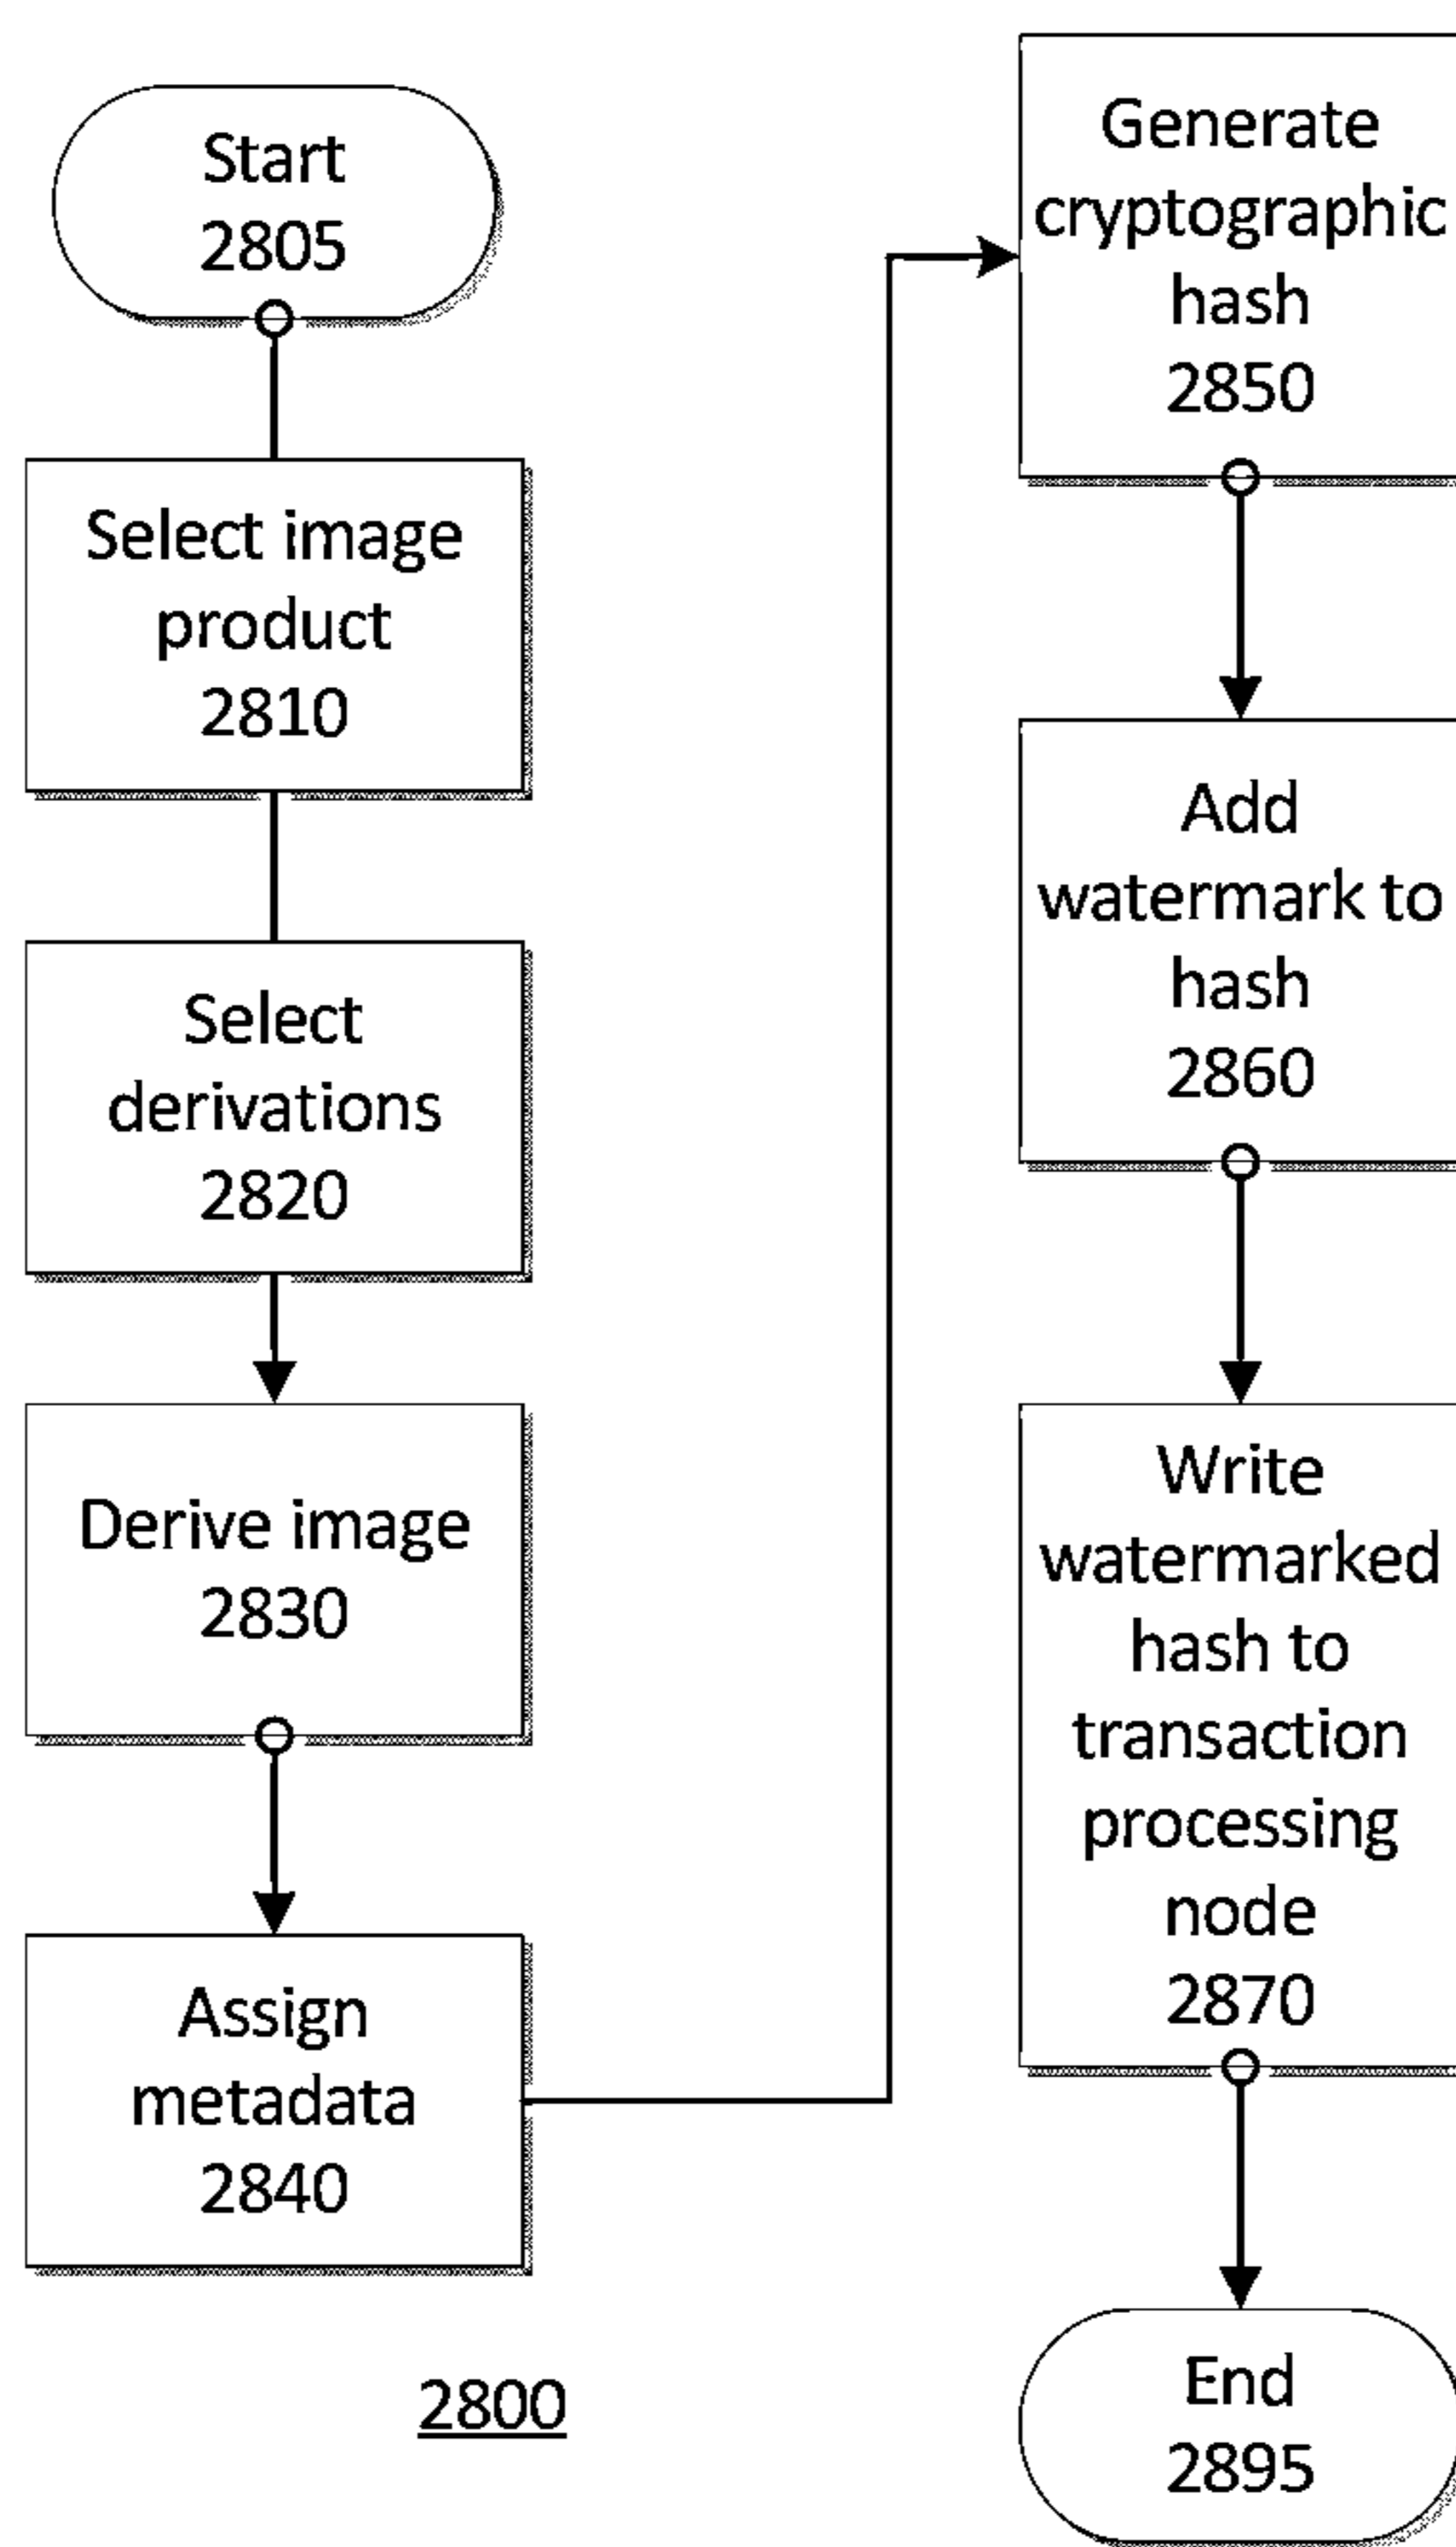 Start
2805
Select image
product
2810
Select
derivations
2820
Derive image
2830
Assign
metadata
2840
2800
Generate
cryptographic
hash
2850
Add
watermark to
hash
2860
Write
watermarked
hash to
transaction
processing
node
2870
End
2895